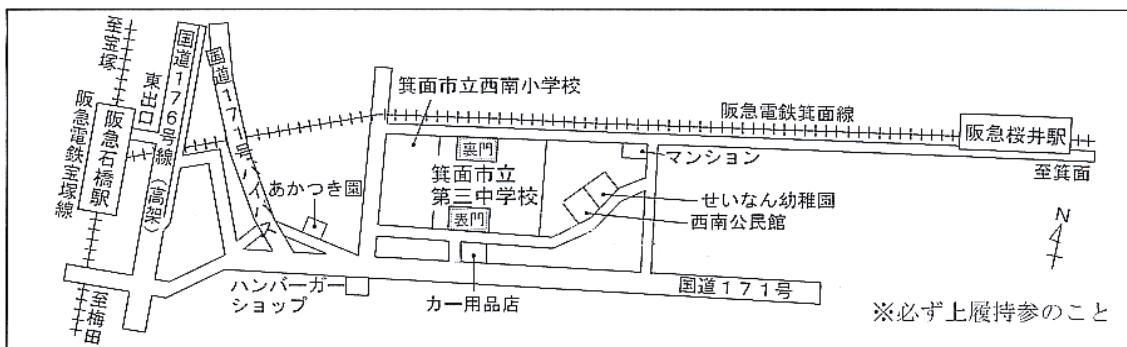 至宝塚
国道176号線(高架)
国道171号バイパス
東出口
阪急石橋駅
阪急電鉄宝塚線
至梅田
箕面市立西南小学校
阪急電鉄箕面線
阪急桜井駅
至箕面
裏門
マンション
箕面市立
第三中学校
あかつき園
せいなん幼稚園
西南公民館
表門
N
ハンバーガー
ショップ
カー用品店
国道171号
※必ず上履持参のこと